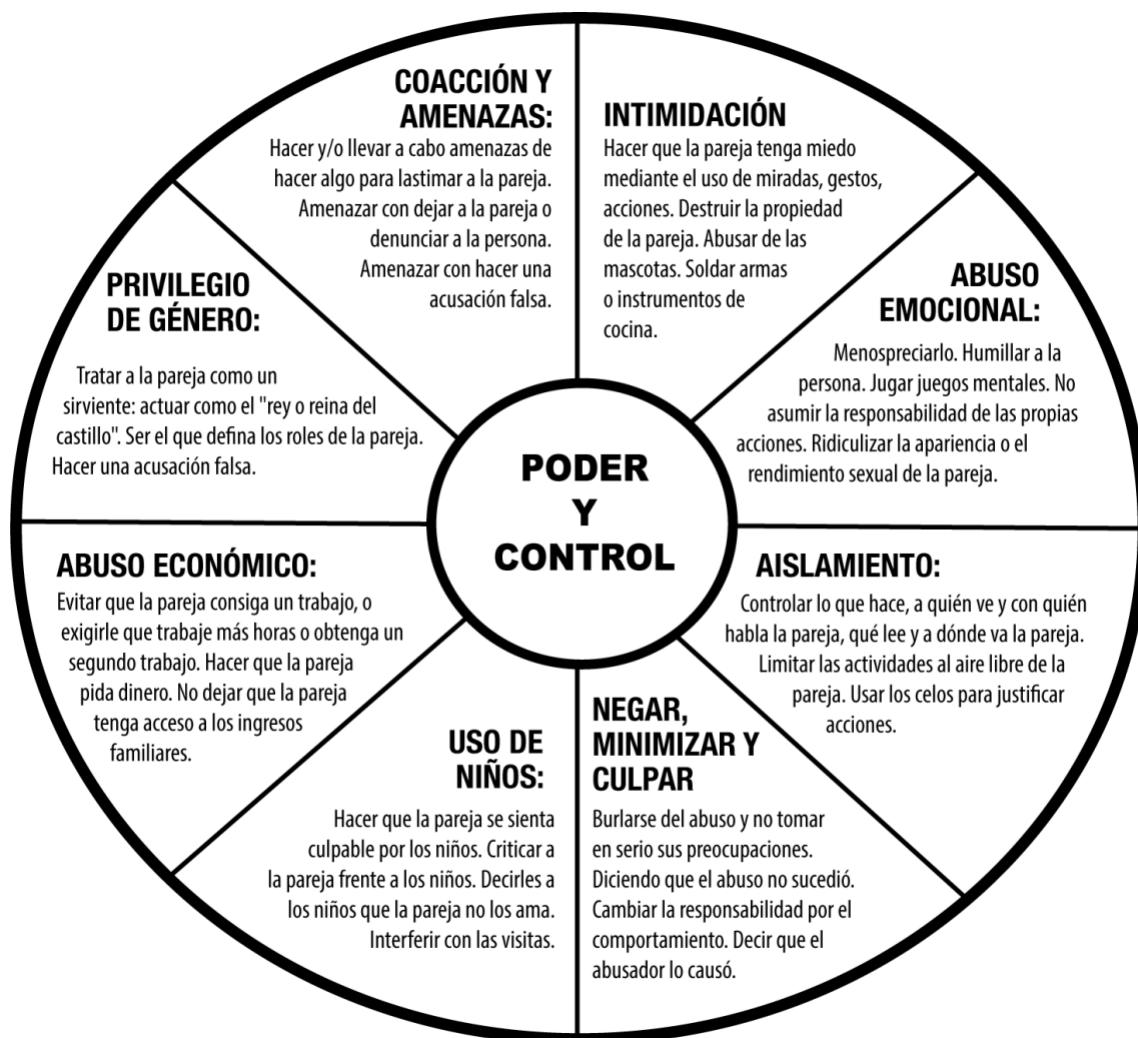 COACCIÓN Y
AMENAZAS:
Hacer y/o llevar a cabo amenazas de
hacer algo para lastimar a la pareja.
Amenazar con dejar a la pareja o
denunciar a la persona.
Amenazar con hacer una
acusación falsa.
INTIMIDACIÓN
Hacer que la pareja tenga miedo
mediante el uso de miradas, gestos,
acciones. Destruir la propiedad
de la pareja. Abusar de las
mascotas. Soldar armas
o instrumentos de
cocina.
ABUSO
EMOCIONAL:
Menospreciarlo. Humillar a la
persona. Jugar juegos mentales. No
asumir la responsabilidad de las propias
acciones. Ridiculizar la apariencia o el
rendimiento sexual de la pareja.
AISLAMIENTO:
Controlar lo que hace, a quién ve y con quién
habla la pareja, qué lee y a dónde va la pareja.
Limitar las actividades al aire libre de la
pareja. Usar los celos para justificar
acciones.
NEGAR,
MINIMIZAR Y
CULPAR
Burlarse del abuso y no tomar
en serio sus preocupaciones.
Diciendo que el abuso no sucedió.
Cambiar la responsabilidad por el
comportamiento. Decir que el
abusador lo causó.
USO DE
NIÑOS:
Hacer que la pareja se sienta
culpable por los niños. Criticar a
la pareja frente a los niños. Decirles a
los niños que la pareja no los ama.
Interferir con las visitas.
ABUSO ECONÓMICO:
Evitar que la pareja consiga un trabajo, o
exigirle que trabaje más horas o obtenga un
segundo trabajo. Hacer que la pareja
pida dinero. No dejar que la pareja
tenga acceso a los ingresos
familiares.
PRIVILEGIO
DE GÉNERO:
Tratar a la pareja como un
sirviente: actuar como el "rey o reina del
castillo". Ser el que defina los roles de la pareja.
Hacer una acusación falsa.
PODER
Y
CONTROL